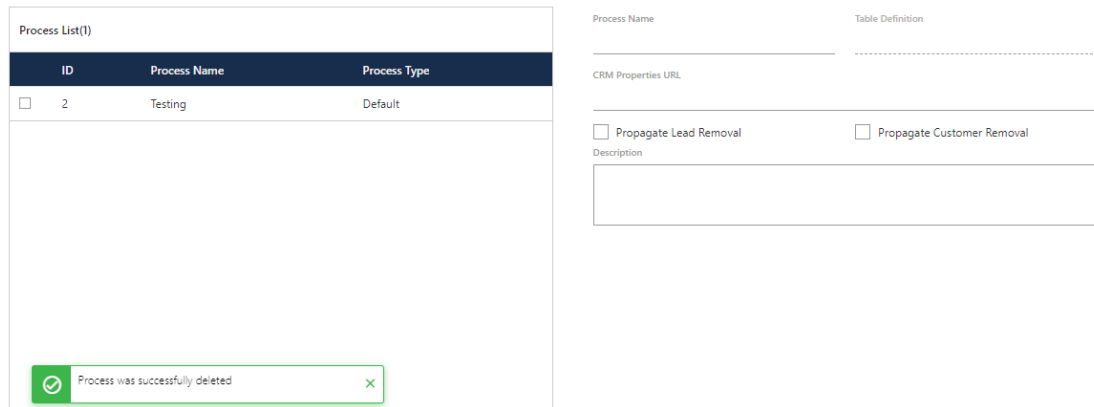 Process List(1)
ID Process Name Process Type
2 Testing Default
Process was successfully deleted
Process Name Table Definition
CRM Properties URL
Propagate Lead Removal Propagate Customer Removal
Description